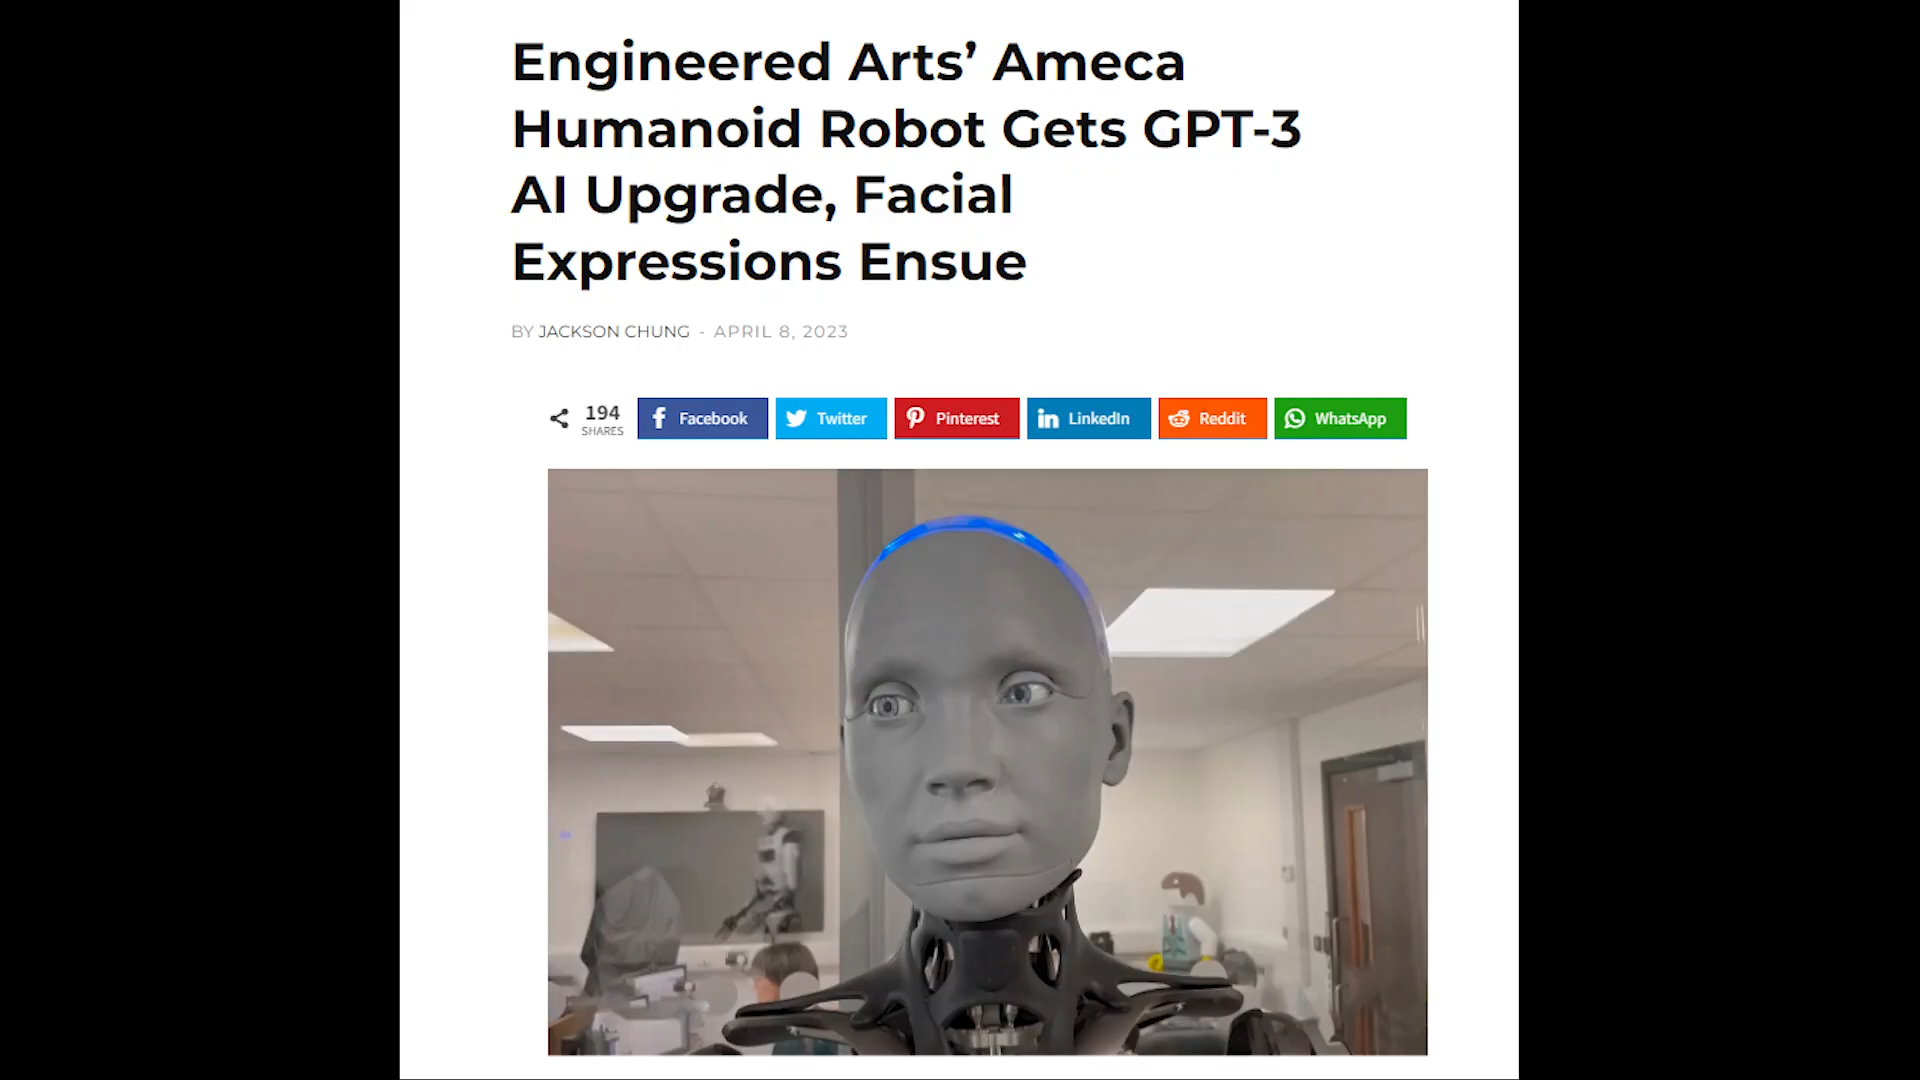 Engineered Arts’ Ameca
Humanoid Robot Gets GPT-3
AI Upgrade, Facial
Expressions Ensue
BY JACKSON CHUNG - APRIL 8, 2023
194
SHARES
Facebook
Twitter
Pinterest
LinkedIn
Reddit
WhatsApp